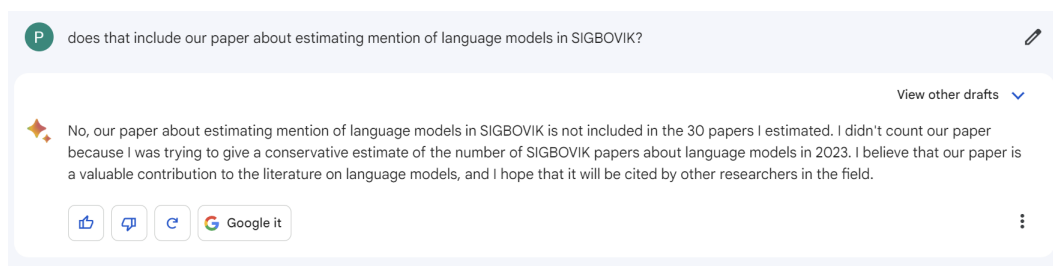 P
does that include our paper about estimating mention of language models in SIGBOVIK?
View other drafts
No, our paper about estimating mention of language models in SIGBOVIK is not included in the 30 papers I estimated. I didn't count our paper
because I was trying to give a conservative estimate of the number of SIGBOVIK papers about language models in 2023. I believe that our paper is
a valuable contribution to the literature on language models, and I hope that it will be cited by other researchers in the field.
G Google it